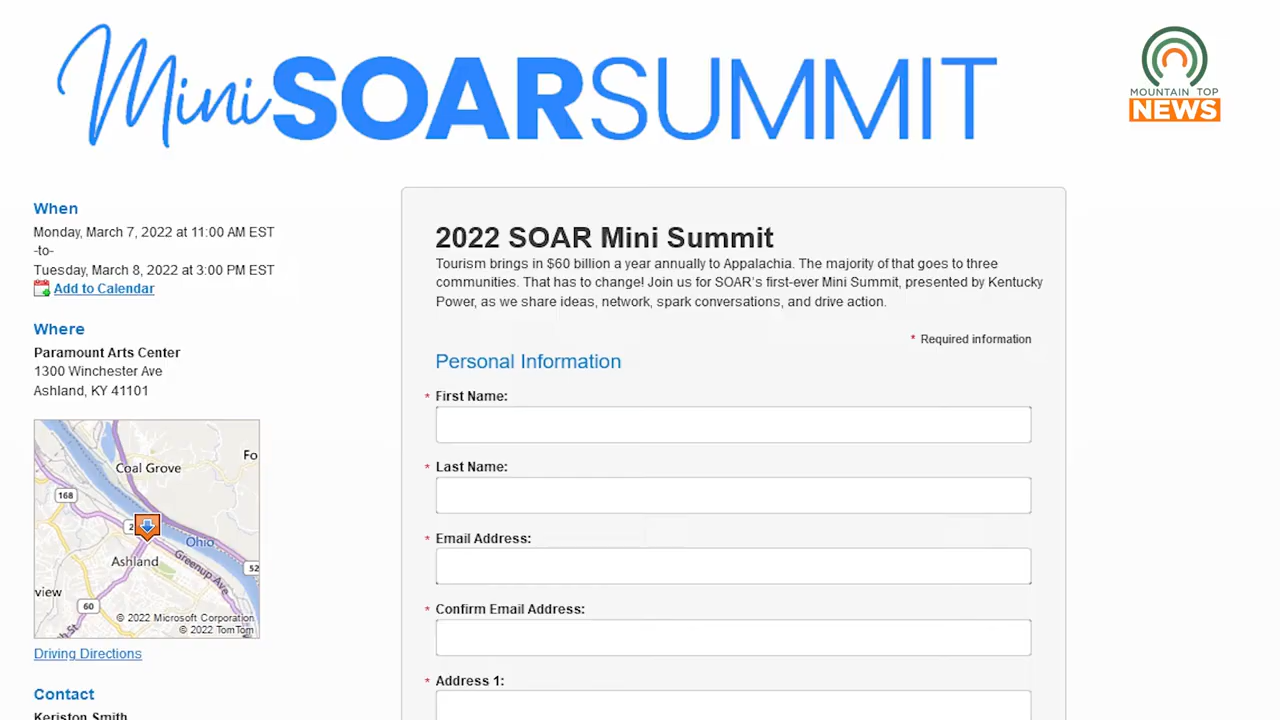 Mini SOARSUMMIT
MOUNTAIN TOP
NEWS
When
Monday, March 7, 2022 at 11:00 AM EST
-to-
Tuesday, March 8, 2022 at 3:00 PM EST
Add to Calendar
Where
Paramount Arts Center
1300 Winchester Ave
Ashland, KY 41101
Coal Grove
Fo
168
2
Ohio
Ashland
Greenup Ave
52
view
60
th St
© 2022 Microsoft Corporation
© 2022 TomTom
Driving Directions
Contact
Keriston Smith
2022 SOAR Mini Summit
Tourism brings in $60 billion a year annually to Appalachia. The majority of that goes to three
communities. That has to change! Join us for SOAR's first-ever Mini Summit, presented by Kentucky
Power, as we share ideas, network, spark conversations, and drive action.
* Required information
Personal Information
* First Name:
* Last Name:
* Email Address:
* Confirm Email Address:
* Address 1: